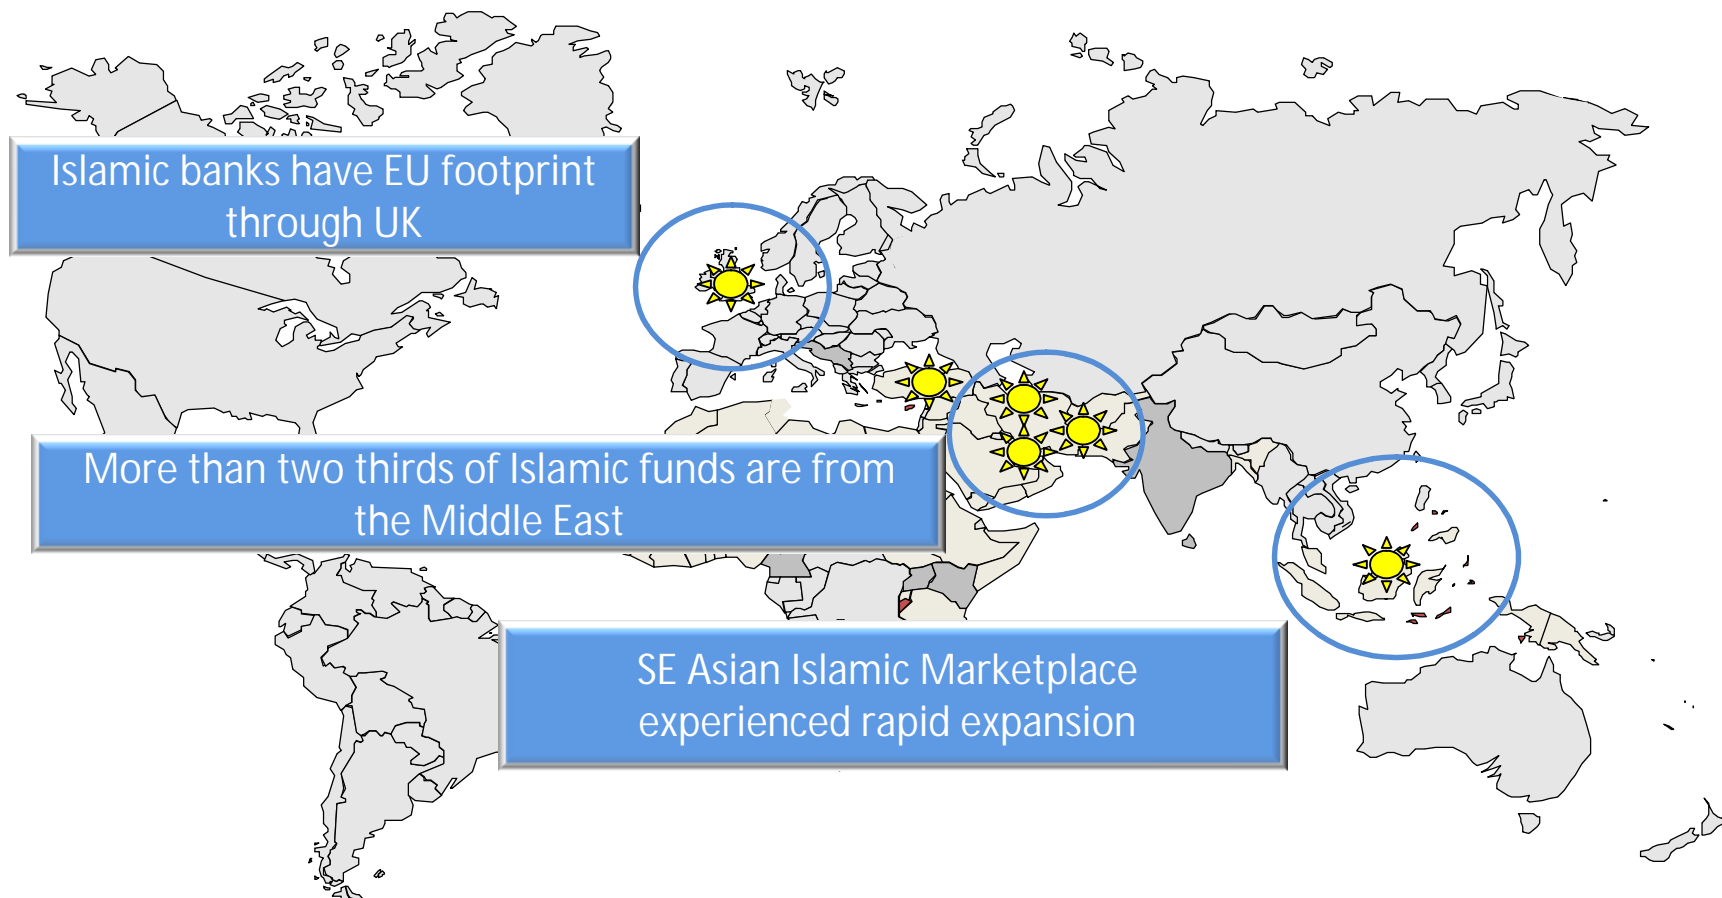 Islamic banks have EU footprint
through UK
More than two thirds of Islamic funds are from
the Middle East
SE Asian Islamic Marketplace
experienced rapid expansion